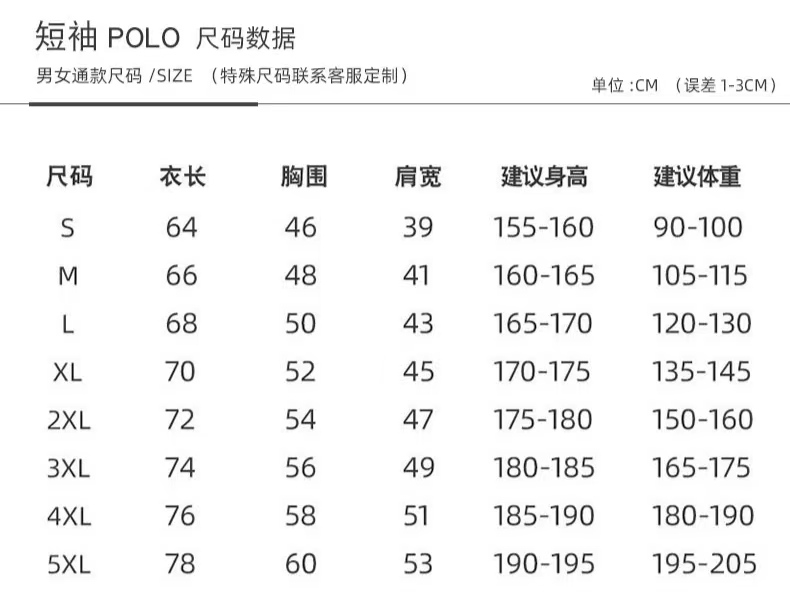 短袖 POLO 尺码数据
男女通款尺码 /SIZE （特殊尺码联系客服定制）
单位 :CM （误差 1-3CM）
尺码 衣长 胸围 肩宽 建议身高 建议体重
S 64 46 39 155-160 90-100
M 66 48 41 160-165 105-115
L 68 50 43 165-170 120-130
XL 70 52 45 170-175 135-145
2XL 72 54 47 175-180 150-160
3XL 74 56 49 180-185 165-175
4XL 76 58 51 185-190 180-190
5XL 78 60 53 190-195 195-205